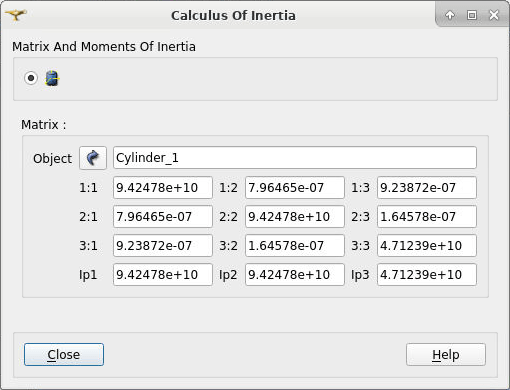 Calculus Of Inertia
Matrix And Moments Of Inertia
Matrix :
Object Cylinder_1
1:1 9.42478e+10 1:2 7.96465e-07 1:3 9.23872e-07
2:1 7.96465e-07 2:2 9.42478e+10 2:3 1.64578e-07
3:1 9.23872e-07 3:2 1.64578e-07 3:3 4.71239e+10
Ip1 9.42478e+10 Ip2 9.42478e+10 Ip3 4.71239e+10
Close Help